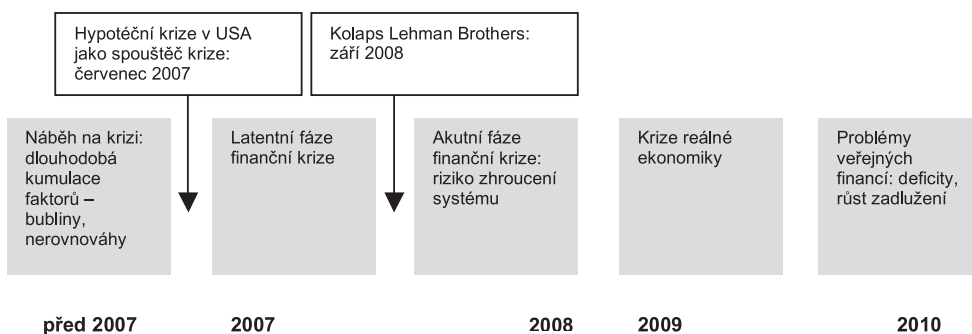 Hypotéční krize v USA
jako spouštěč krize:
červenec 2007
Kolaps Lehman Brothers:
září 2008
Náběh na krizi:
dlouhodobá
kumulace
faktorů –
bubliny,
nerovnováhy
Latentní fáze
finanční krize
Akutní fáze
finanční krize:
riziko zhroucení
systému
Krize reálné
ekonomiky
Problémy
veřejných
financí: deficity,
růst zadlužení
před 2007
2007
2008
2009
2010